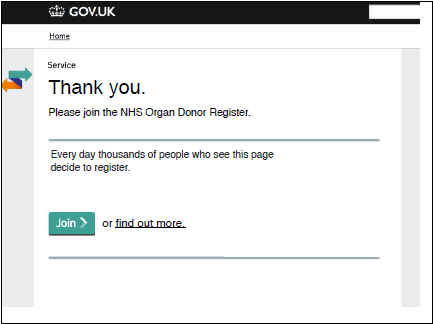 GOV.UK
Home
Service
Thank you.
Please join the NHS Organ Donor Register.
Every day thousands of people who see this page
decide to register.
Join or find out more.